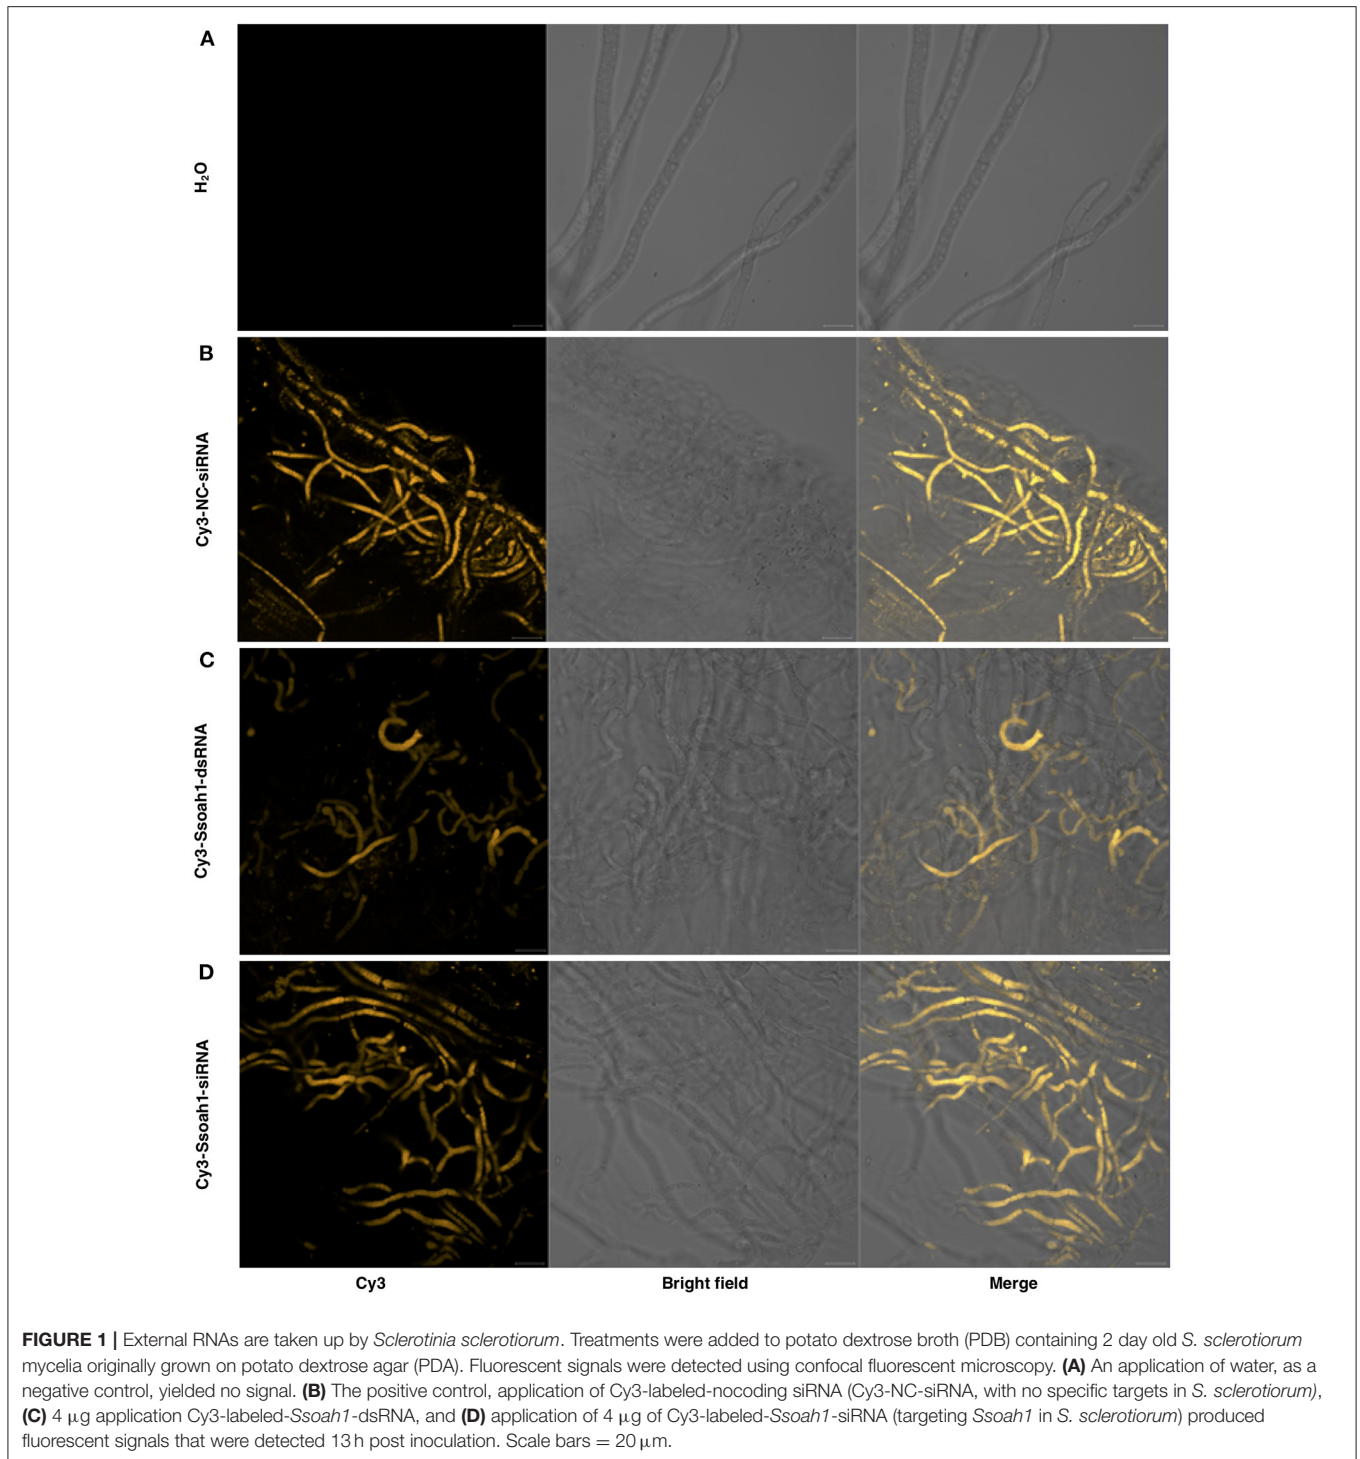 A
H₂O
B
Cy3-NC-siRNA
C
Cy3-Ssoah1-dsRNA
D
Cy3-Ssoah1-siRNA
Cy3 Bright field Merge
FIGURE 1 | External RNAs are taken up by Sclerotinia sclerotiorum. Treatments were added to potato dextrose broth (PDB) containing 2 day old S. sclerotiorum
mycelia originally grown on potato dextrose agar (PDA). Fluorescent signals were detected using confocal fluorescent microscopy. (A) An application of water, as a
negative control, yielded no signal. (B) The positive control, application of Cy3-labeled-nocoding siRNA (Cy3-NC-siRNA, with no specific targets in S. sclerotiorum),
(C) 4 μg application Cy3-labeled-Ssoah1-dsRNA, and (D) application of 4 μg of Cy3-labeled-Ssoah1-siRNA (targeting Ssoah1 in S. sclerotiorum) produced
fluorescent signals that were detected 13 h post inoculation. Scale bars = 20 μm.